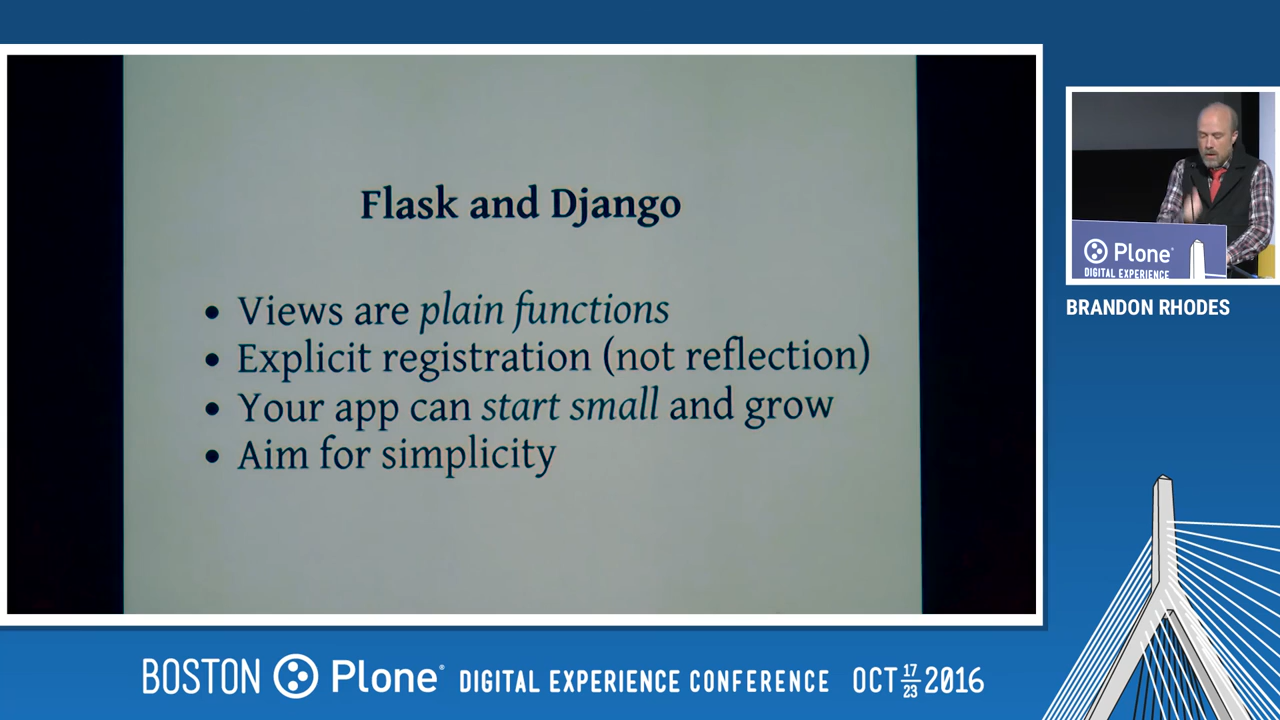 Flask and Django
• Views are plain functions
• Explicit registration (not reflection)
• Your app can start small and grow
• Aim for simplicity
Plone®
DIGITAL EXPERIENCE
BRANDON RHODES
BOSTON Plone® DIGITAL EXPERIENCE CONFERENCE OCT 17 23 2016